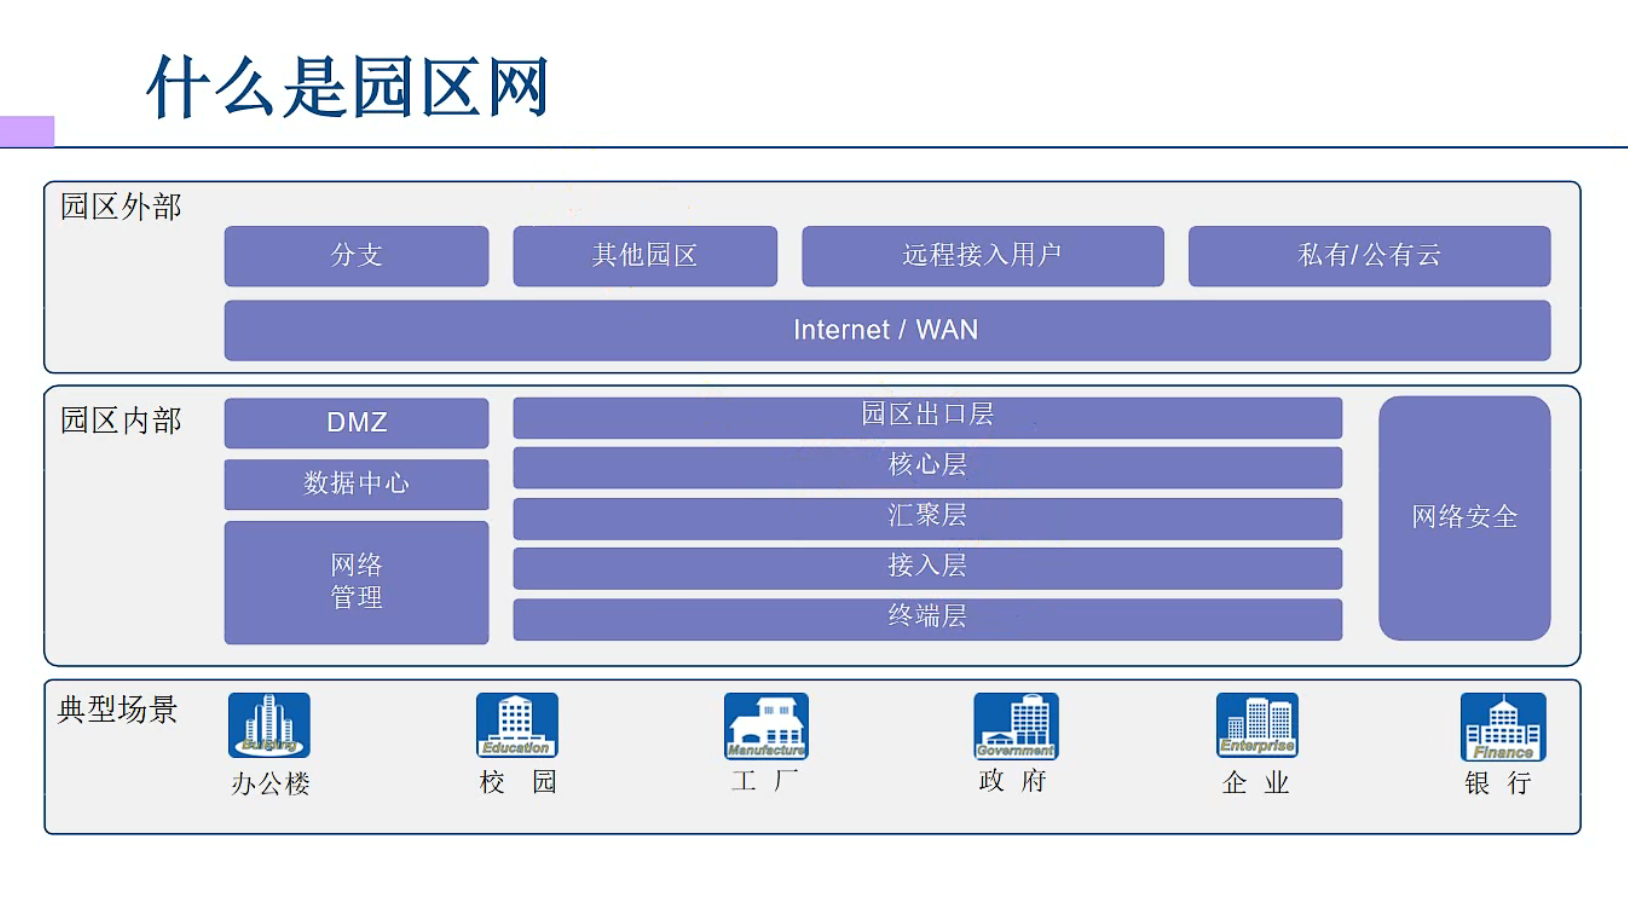 什么是园区网
园区外部
分支
其他园区
远程接入用户
私有/公有云
Internet / WAN
园区内部
DMZ
数据中心
网络
管理
园区出口层
核心层
汇聚层
接入层
终端层
网络安全
典型场景
Building
办公楼
Education
校 园
Manufacture
工 厂
Government
政 府
Enterprise
企 业
Finance
银 行